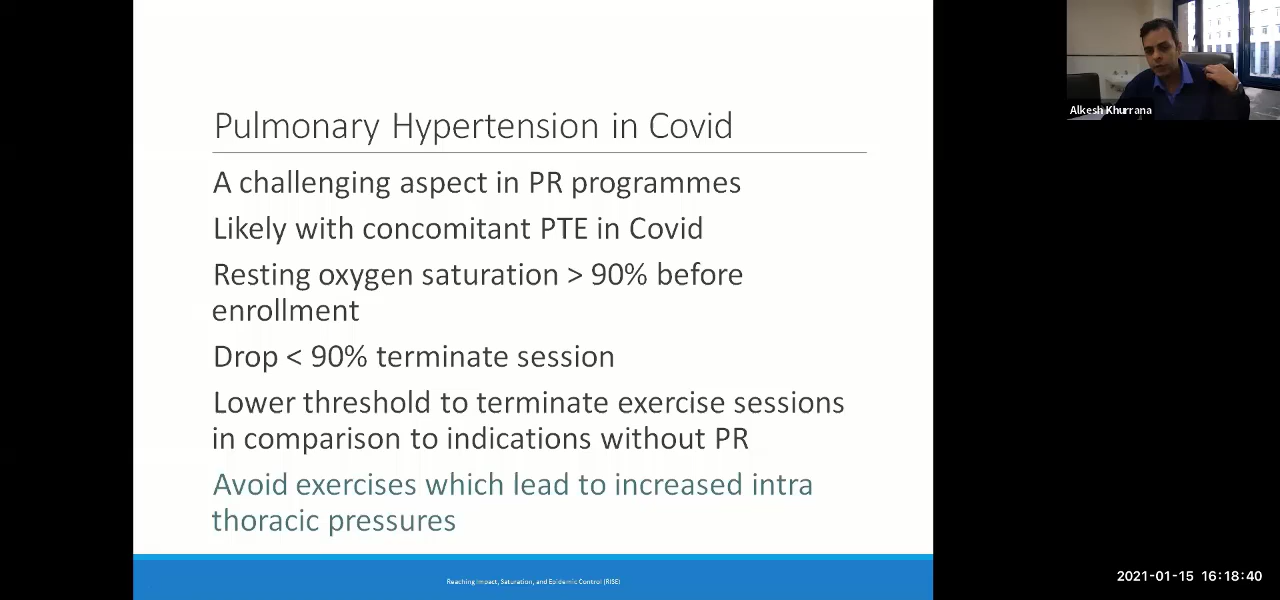 Pulmonary Hypertension in Covid
A challenging aspect in PR programmes
Likely with concomitant PTE in Covid
Resting oxygen saturation > 90% before
enrollment
Drop < 90% terminate session
Lower threshold to terminate exercise sessions
in comparison to indications without PR
Avoid exercises which lead to increased intra
thoracic pressures
Reaching Impact, Saturation, and Epidemic Control (RISE)
Alkesh Khurrana
2021-01-15 16:18:40